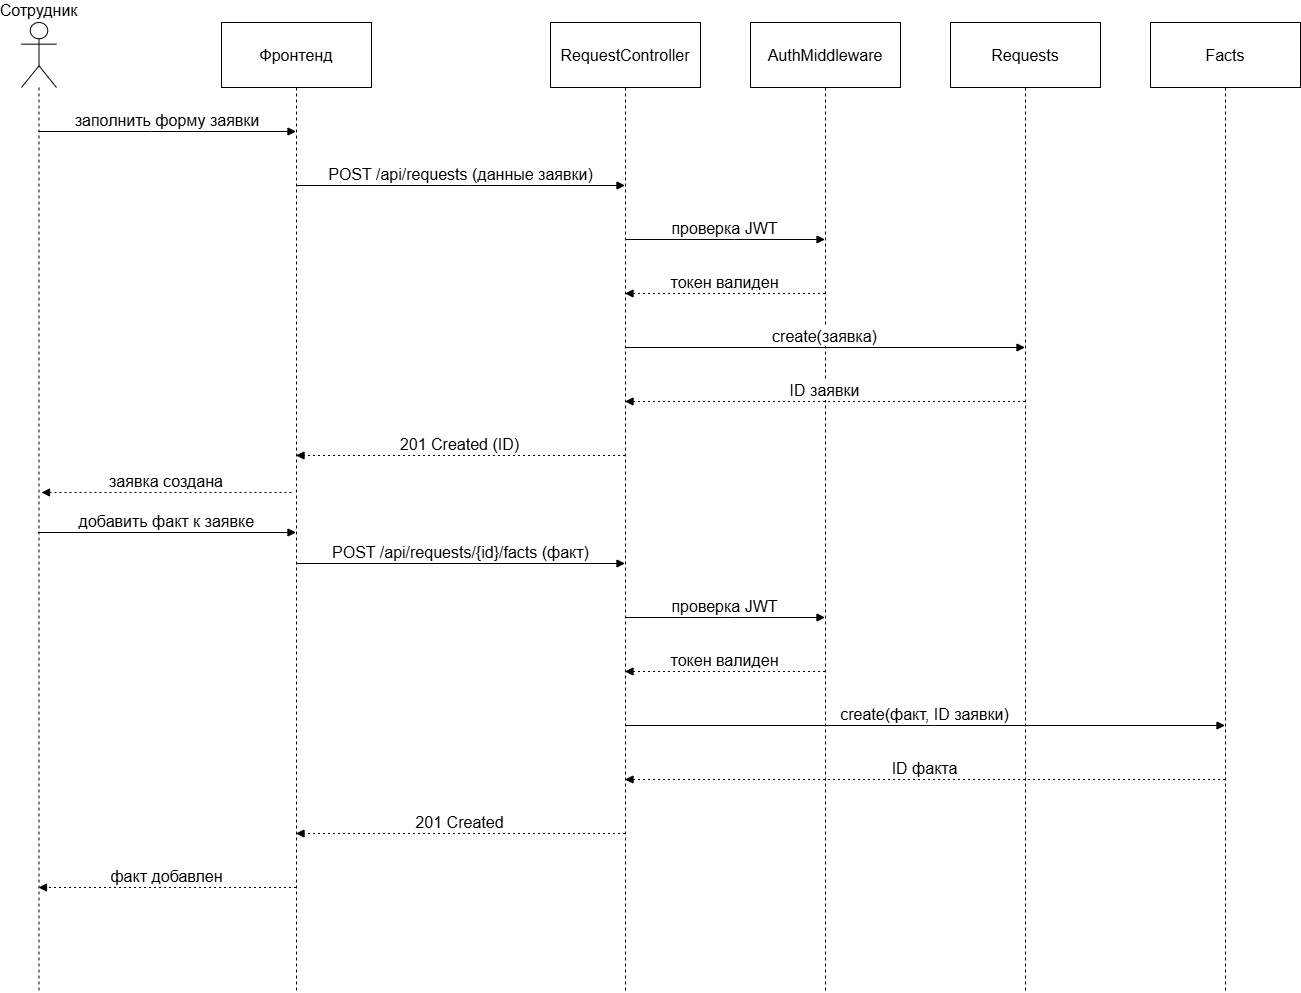 Сотрудник
Фронтенд
RequestController
AuthMiddleware
Requests
Facts
заполнить форму заявки
POST /api/requests (данные заявки)
проверка JWT
токен валиден
create(заявка)
ID заявки
201 Created (ID)
заявка создана
добавить факт к заявке
POST /api/requests/{id}/facts (факт)
проверка JWT
токен валиден
create(факт, ID заявки)
ID факта
201 Created
факт добавлен